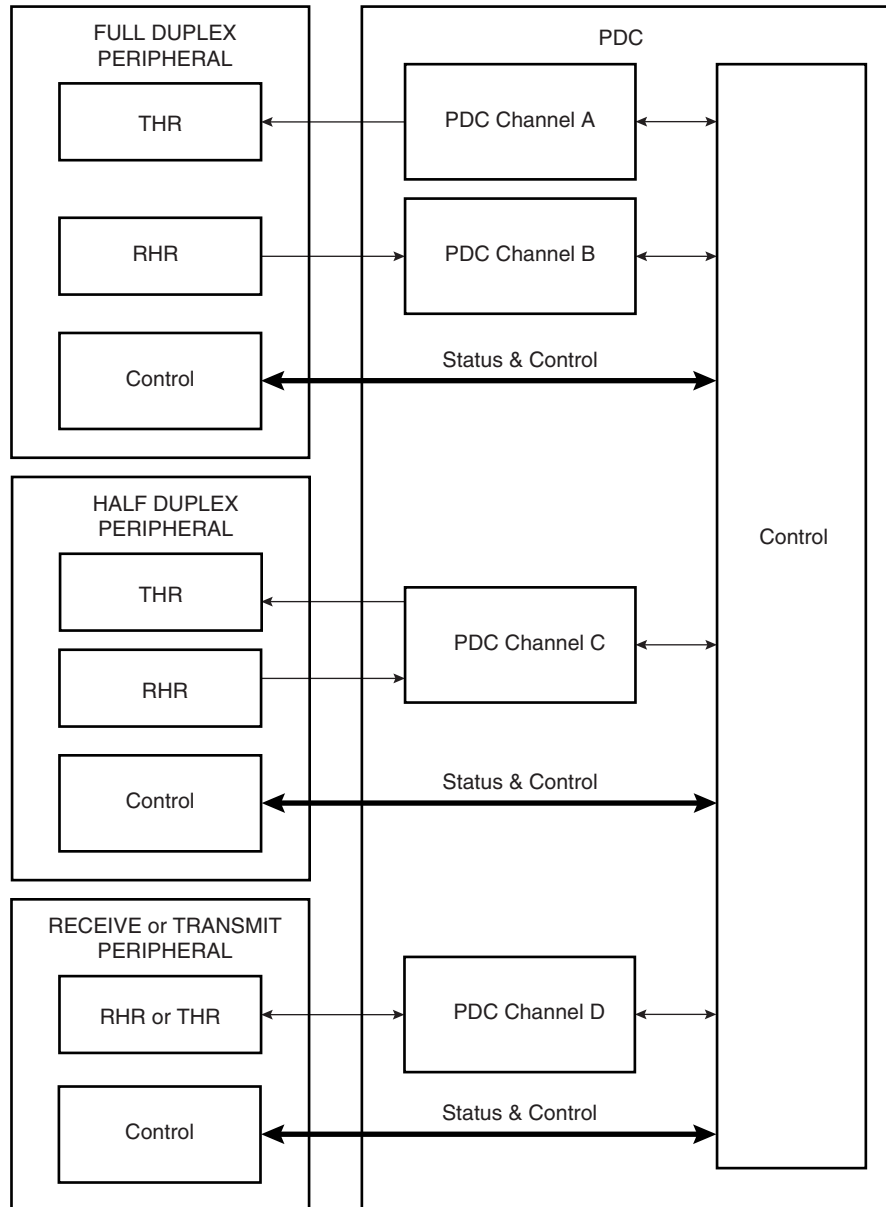 FULL DUPLEX
PERIPHERAL
THR
RHR
Control
PDC
PDC Channel A
PDC Channel B
Status & Control
HALF DUPLEX
PERIPHERAL
THR
RHR
Control
PDC Channel C
Status & Control
Control
RECEIVE or TRANSMIT
PERIPHERAL
RHR or THR
Control
PDC Channel D
Status & Control